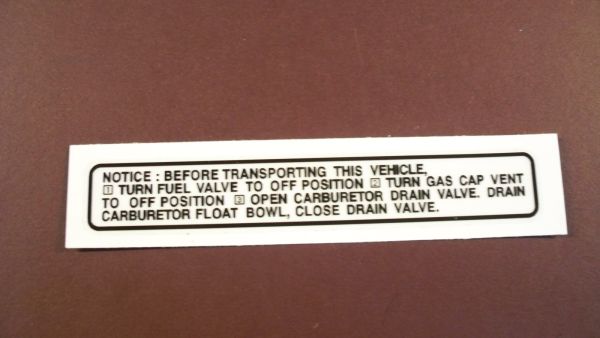 NOTICE : BEFORE TRANSPORTING THIS VEHICLE,
1 TURN FUEL VALVE TO OFF POSITION 2 TURN GAS CAP VENT
TO OFF POSITION 3 OPEN CARBURETOR DRAIN VALVE. DRAIN
CARBURETOR FLOAT BOWL, CLOSE DRAIN VALVE.